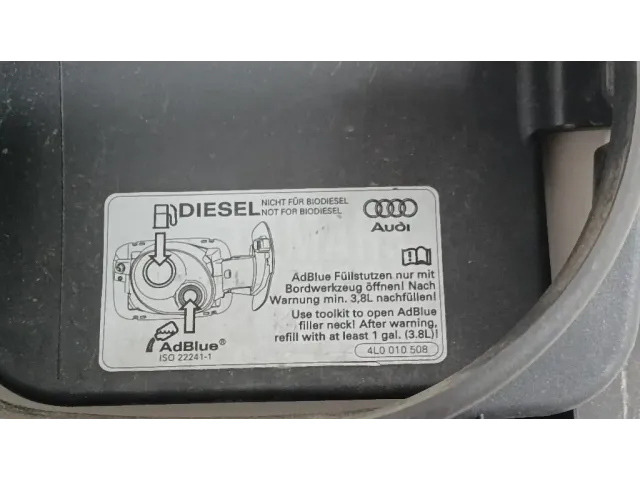 DIESEL
NICHT FÜR BIODIESEL
NOT FOR BIODIESEL
Audi
AdBlue Füllstutzen nur mit
Bordwerkzeug öffnen! Nach
Warnung min. 3,8L nachfüllen!
Use toolkit to open AdBlue
filler neck! After warning,
refill with at least 1 gal. (3.8L)!
AdBlue®
ISO 22241-1
4L0 010 508